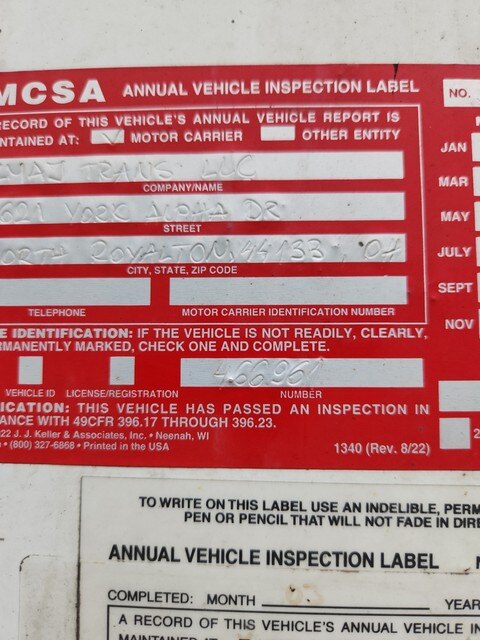 MCSA ANNUAL VEHICLE INSPECTION LABEL NO.
RECORD OF THIS VEHICLE'S ANNUAL VEHICLE REPORT IS
NTAINED AT: MOTOR CARRIER OTHER ENTITY
JAN
TRANS LLC
COMPANY/NAME
MAR
621 YORK ALPHA DR
STREET
MAY
ORTH ROYALTON, 44133, OH
CITY, STATE, ZIP CODE
JULY
SEPT
TELEPHONE MOTOR CARRIER IDENTIFICATION NUMBER
NOV
E IDENTIFICATION: IF THE VEHICLE IS NOT READILY, CLEARLY,
RMANENTLY MARKED, CHECK ONE AND COMPLETE.
466961
VEHICLE ID LICENSE/REGISTRATION NUMBER
ICATION: THIS VEHICLE HAS PASSED AN INSPECTION IN
ANCE WITH 49CFR 396.17 THROUGH 396.23.
22 J. J. Keller & Associates, Inc. • Neenah, WI
• (800) 327-6868 • Printed in the USA 1340 (Rev. 8/22)
TO WRITE ON THIS LABEL USE AN INDELIBLE, PERM
PEN OR PENCIL THAT WILL NOT FADE IN DIRE
ANNUAL VEHICLE INSPECTION LABEL
COMPLETED: MONTH YEAR
A RECORD OF THIS VEHICLE'S ANNUAL VEHICLE IN
MAINTAINED AT: